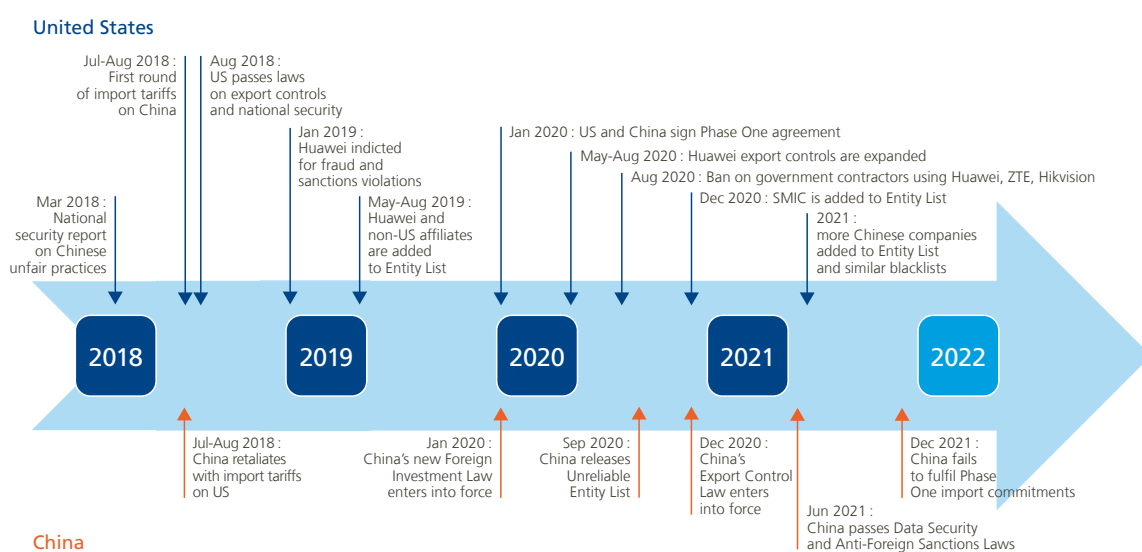 United States
Jul-Aug 2018 :
First round
of import tariffs
on China
Aug 2018 :
US passes laws
on export controls
and national security
Jan 2019 :
Huawei indicted
for fraud and
sanctions violations
Jan 2020 : US and China sign Phase One agreement
May-Aug 2020 : Huawei export controls are expanded
Aug 2020 : Ban on government contractors using Huawei, ZTE, Hikvision
Mar 2018 :
National
security report
on Chinese
unfair practices
May-Aug 2019 :
Huawei and
non-US affiliates
are added
to Entity List
Dec 2020 : SMIC is added to Entity List
2021 :
more Chinese companies
added to Entity List
and similar blacklists
2018
2019
2020
2021
2022
Jul-Aug 2018 :
China retaliates
with import tariffs
on US
Jan 2020 :
China's new Foreign
Investment Law
enters into force
Sep 2020 :
China releases
Unreliable
Entity List
Dec 2020 :
China's
Export Control
Law enters
into force
Dec 2021 :
China fails
to fulfil Phase
One import commitments
Jun 2021 :
China passes Data Security
and Anti-Foreign Sanctions Laws
China